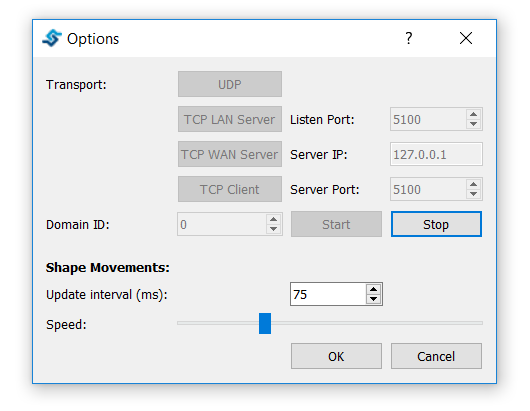 Options ?
Transport: UDP
TCP LAN Server Listen Port: 5100
TCP WAN Server Server IP: 127.0.0.1
TCP Client Server Port: 5100
Domain ID: 0 Start Stop
Shape Movements:
Update interval (ms): 75
Speed:
OK Cancel